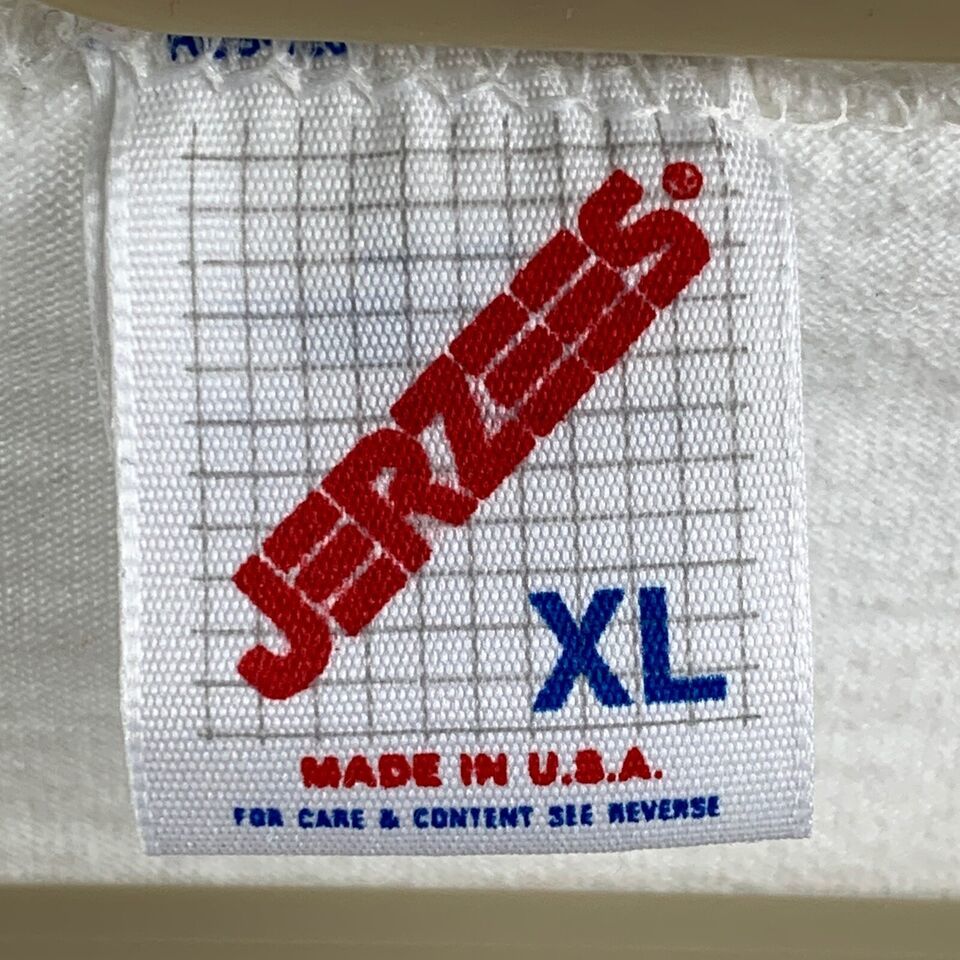 JERZEES®
XL
MADE IN U.S.A.
FOR CARE & CONTENT SEE REVERSE